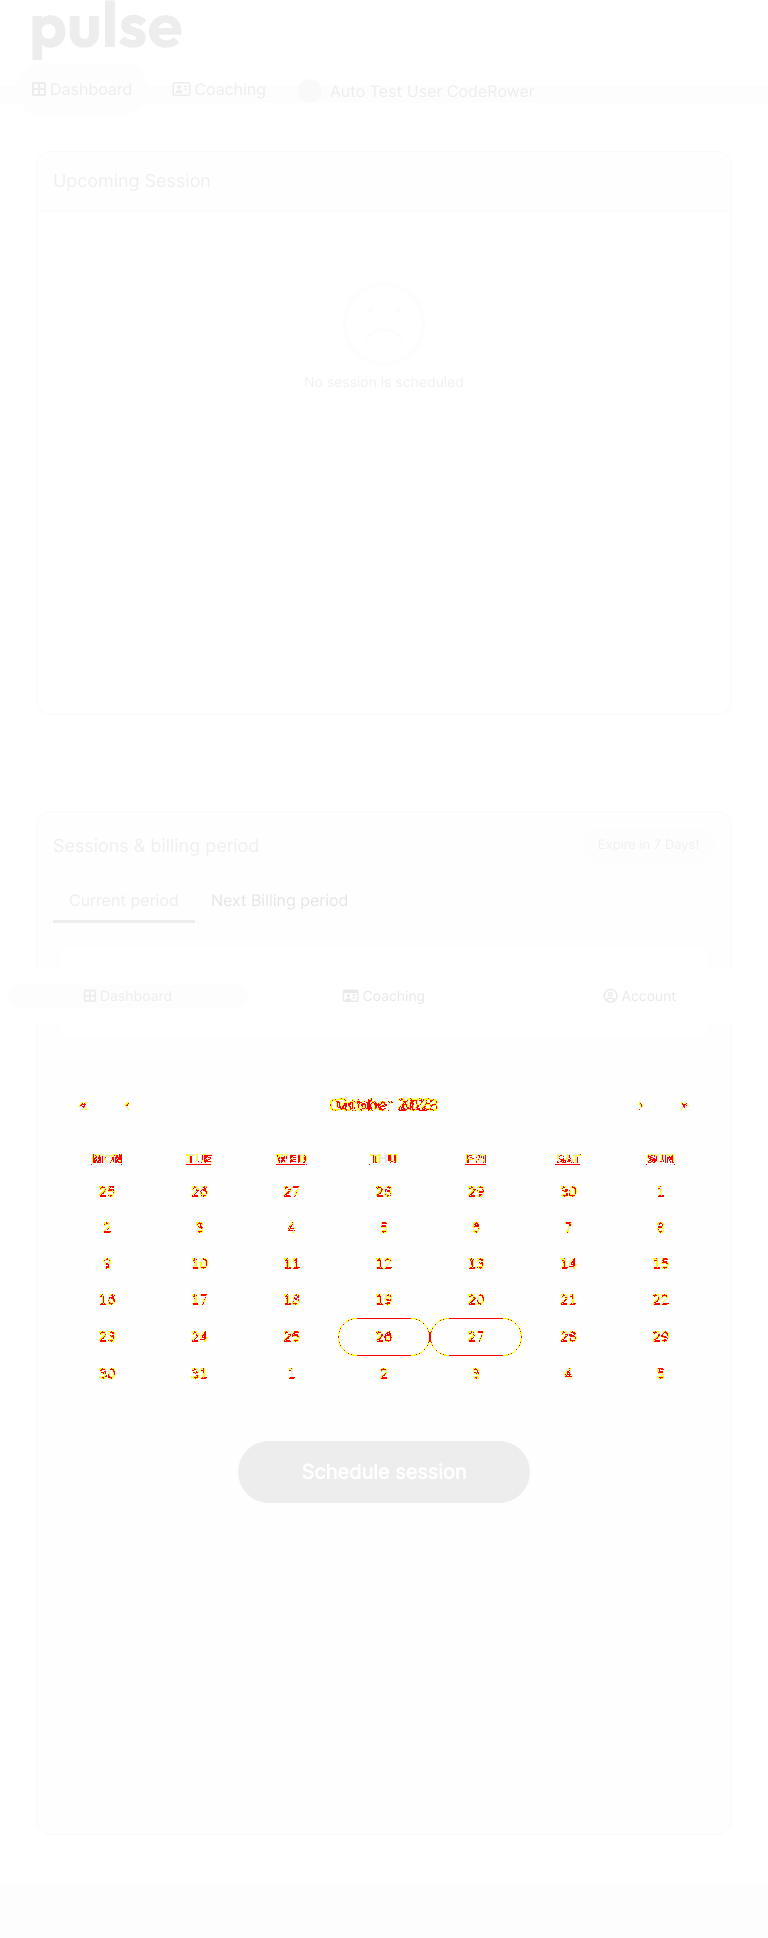 pulse
Dashboard Coaching Auto Test User CodeRower
Upcoming Session
No session is scheduled
Sessions & billing period Expire in 7 Days!
Current period Next Billing period
Dashboard Coaching Account
« ‹ October 2023 › »
MON TUE WED THU FRI SAT SUN
25 26 27 28 29 30 1
2 3 4 5 6 7 8
9 10 11 12 13 14 15
16 17 18 19 20 21 22
23 24 25 26 27 28 29
30 31 1 2 3 4 5
Schedule session